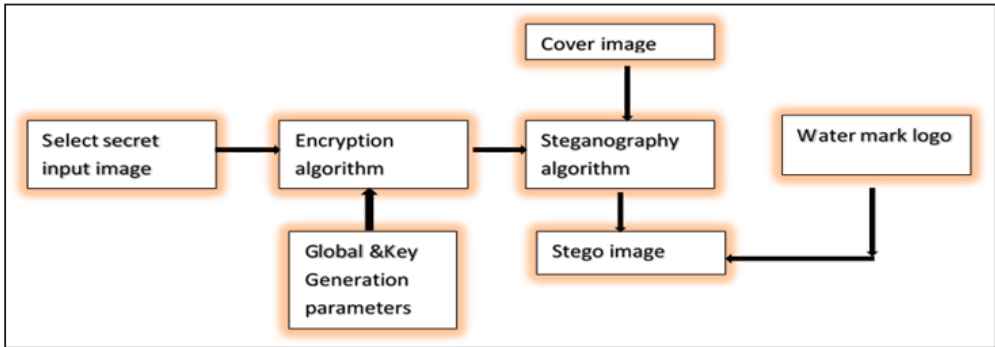 Cover image
Select secret
input image
Encryption
algorithm
Steganography
algorithm
Water mark logo
Global &Key
Generation
parameters
Stego image